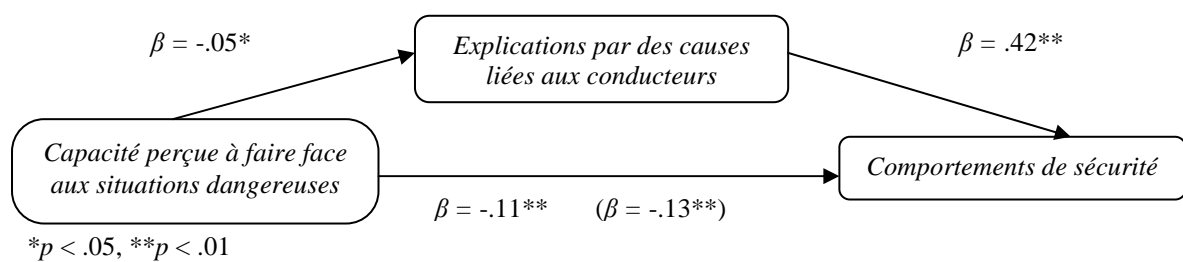 β = -.05*
Explications par des causes
liées aux conducteurs
β = .42**
Capacité perçue à faire face
aux situations dangereuses
Comportements de sécurité
β = -.11** (β = -.13**)
*p < .05, **p < .01